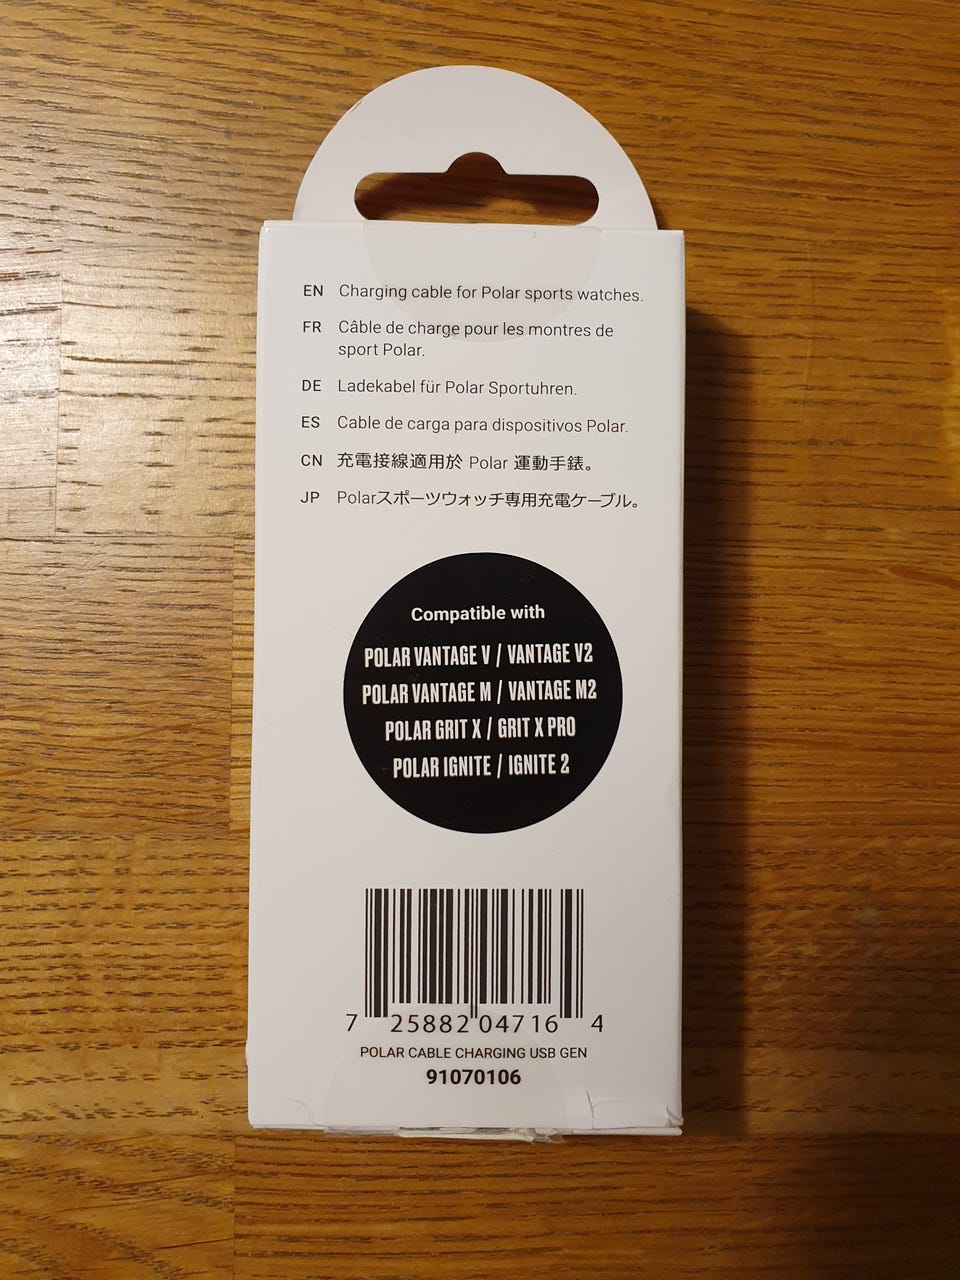 EN Charging cable for Polar sports watches.
FR Câble de charge pour les montres de
sport Polar.
DE Ladekabel für Polar Sportuhren.
ES Cable de carga para dispositivos Polar.
CN 充電接線適用於 Polar 運動手錶。
JP Polarスポーツウォッチ専用充電ケーブル。
Compatible with
POLAR VANTAGE V / VANTAGE V2
POLAR VANTAGE M / VANTAGE M2
POLAR GRIT X / GRIT X PRO
POLAR IGNITE / IGNITE 2
7 25882 04716 4
POLAR CABLE CHARGING USB GEN
91070106